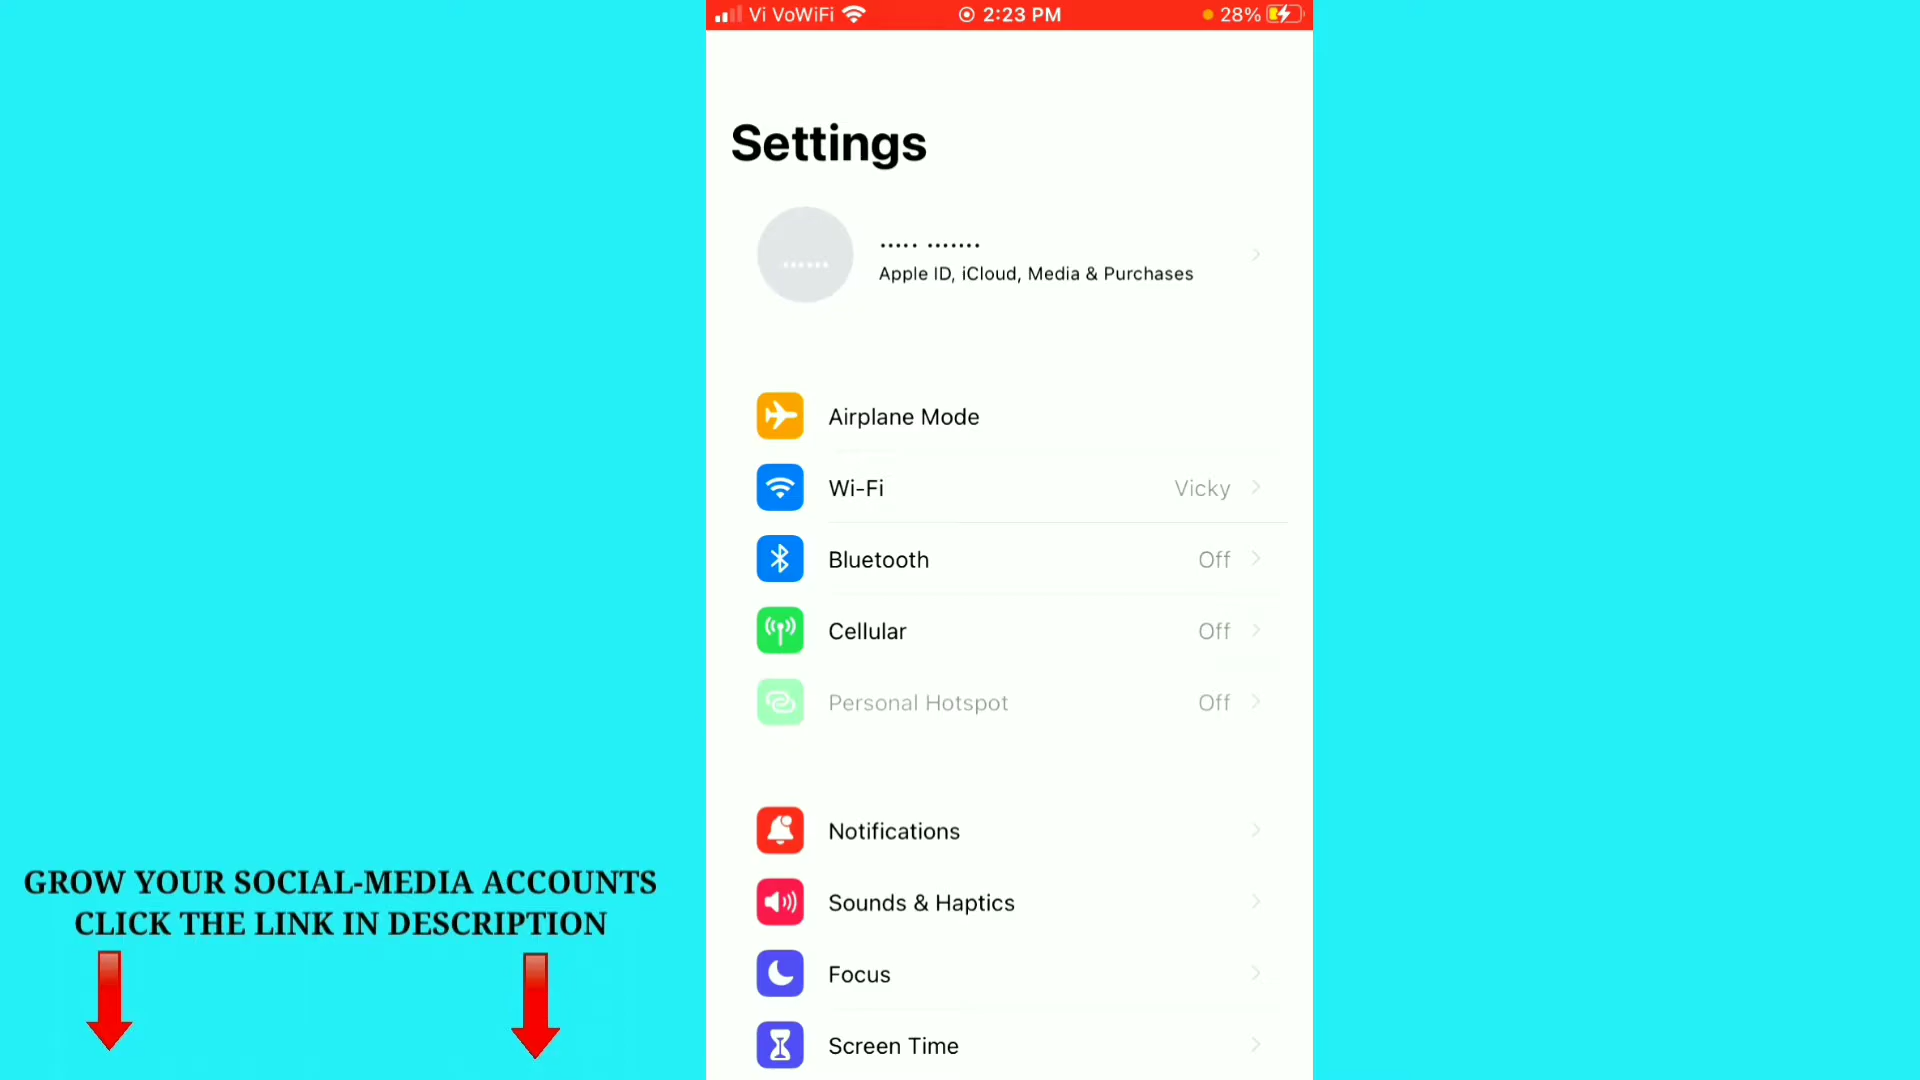 Vi VoWiFi 2:23 PM 28%
Settings
Apple ID, iCloud, Media & Purchases
Airplane Mode
Wi-Fi Vicky
Bluetooth Off
Cellular Off
Personal Hotspot Off
Notifications
Sounds & Haptics
Focus
Screen Time
GROW YOUR SOCIAL-MEDIA ACCOUNTS
CLICK THE LINK IN DESCRIPTION